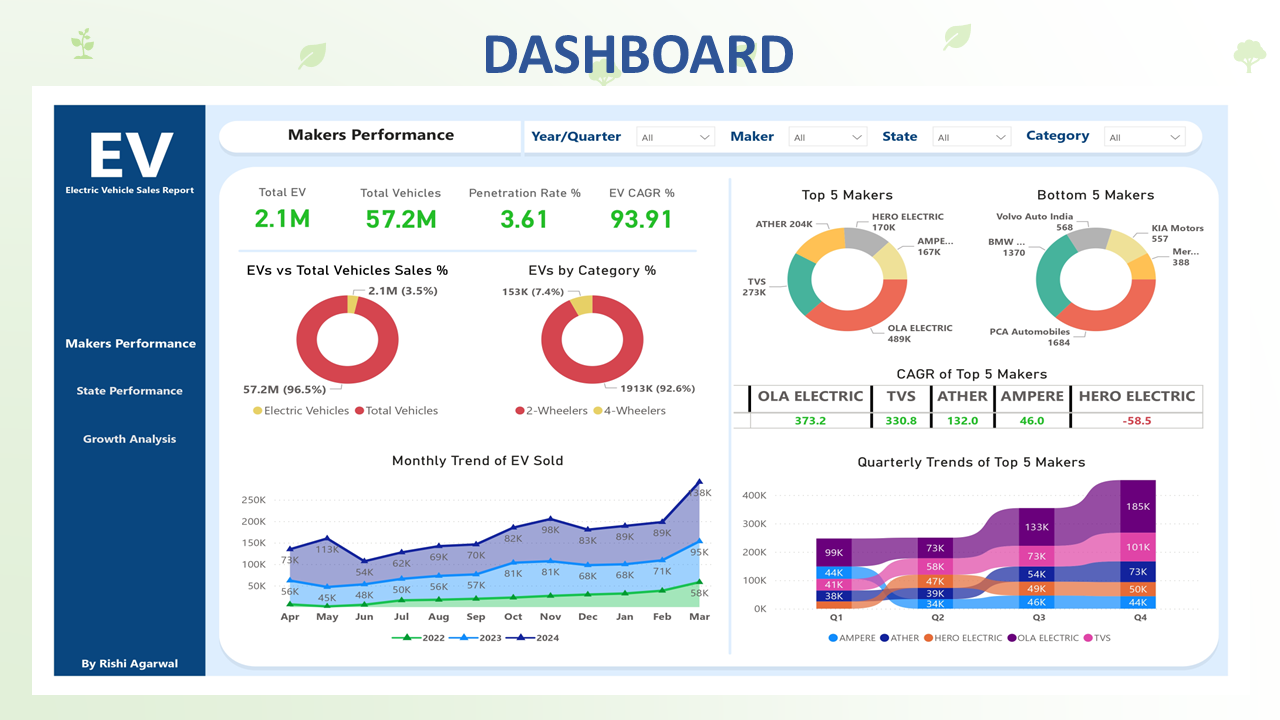 DASHBOARD
EV
Electric Vehicle Sales Report
Makers Performance
State Performance
Growth Analysis
By Rishi Agarwal
Makers Performance
Year/Quarter All
Maker All
State All
Category All
Total EV
2.1M
Total Vehicles
57.2M
Penetration Rate %
3.61
EV CAGR %
93.91
EVs vs Total Vehicles Sales %
2.1M (3.5%)
57.2M (96.5%)
Electric Vehicles Total Vehicles
EVs by Category %
153K (7.4%)
1913K (92.6%)
2-Wheelers 4-Wheelers
Monthly Trend of EV Sold
250K
200K
150K
100K
50K
73K 113K 54K 62K 69K 70K 82K 98K 83K 89K 89K 138K
56K 45K 48K 50K 56K 57K 81K 81K 68K 68K 71K 95K
58K
Apr May Jun Jul Aug Sep Oct Nov Dec Jan Feb Mar
2022 2023 2024
Top 5 Makers
ATHER 204K
HERO ELECTRIC
170K
AMPE...
167K
TVS
273K
OLA ELECTRIC
489K
Bottom 5 Makers
Volvo Auto India
568
KIA Motors
557
BMW ...
1370
Mer...
388
PCA Automobiles
1684
CAGR of Top 5 Makers
OLA ELECTRIC TVS ATHER AMPERE HERO ELECTRIC
373.2 330.8 132.0 46.0 -58.5
Quarterly Trends of Top 5 Makers
400K
300K
200K
100K
0K
99K
44K
41K
38K
73K
58K
47K
39K
34K
133K
73K
54K
49K
46K
185K
101K
73K
50K
44K
Q1 Q2 Q3 Q4
AMPERE ATHER HERO ELECTRIC OLA ELECTRIC TVS